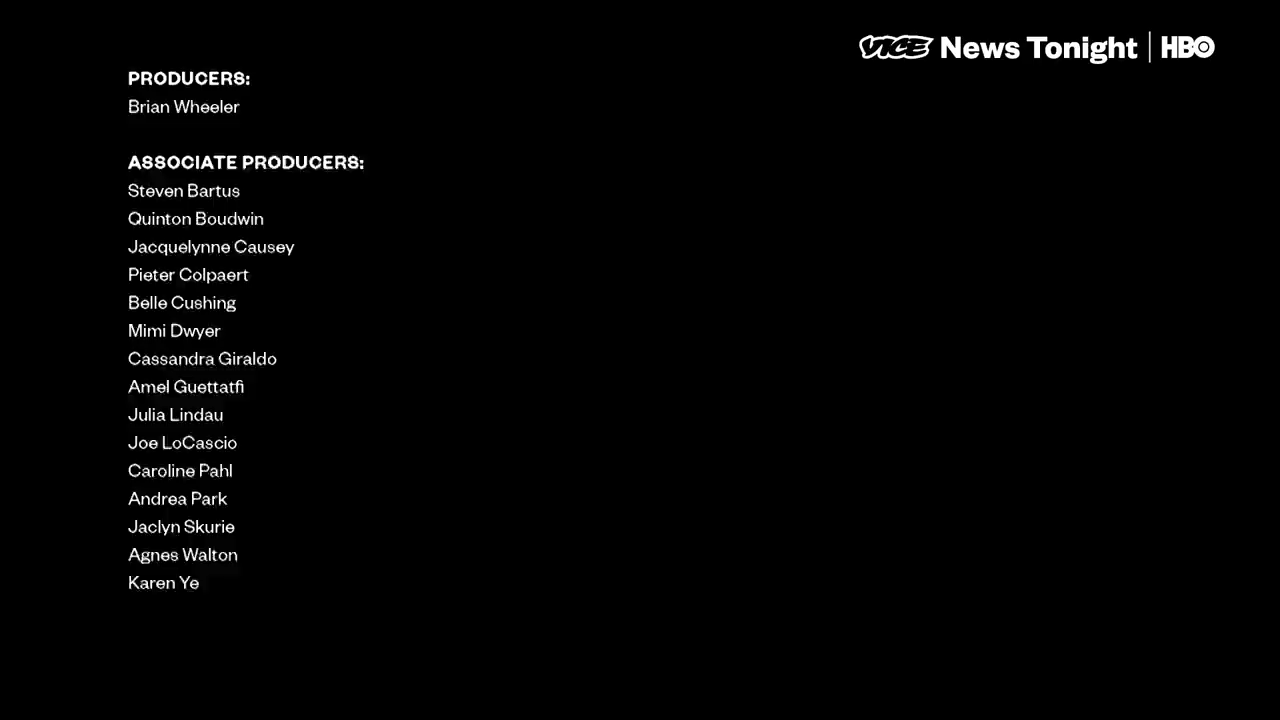 VICE News Tonight | HBO
PRODUCERS:
Brian Wheeler
ASSOCIATE PRODUCERS:
Steven Bartus
Quinton Boudwin
Jacquelynne Causey
Pieter Colpaert
Belle Cushing
Mimi Dwyer
Cassandra Giraldo
Amel Guettatfi
Julia Lindau
Joe LoCascio
Caroline Pahl
Andrea Park
Jaclyn Skurie
Agnes Walton
Karen Ye